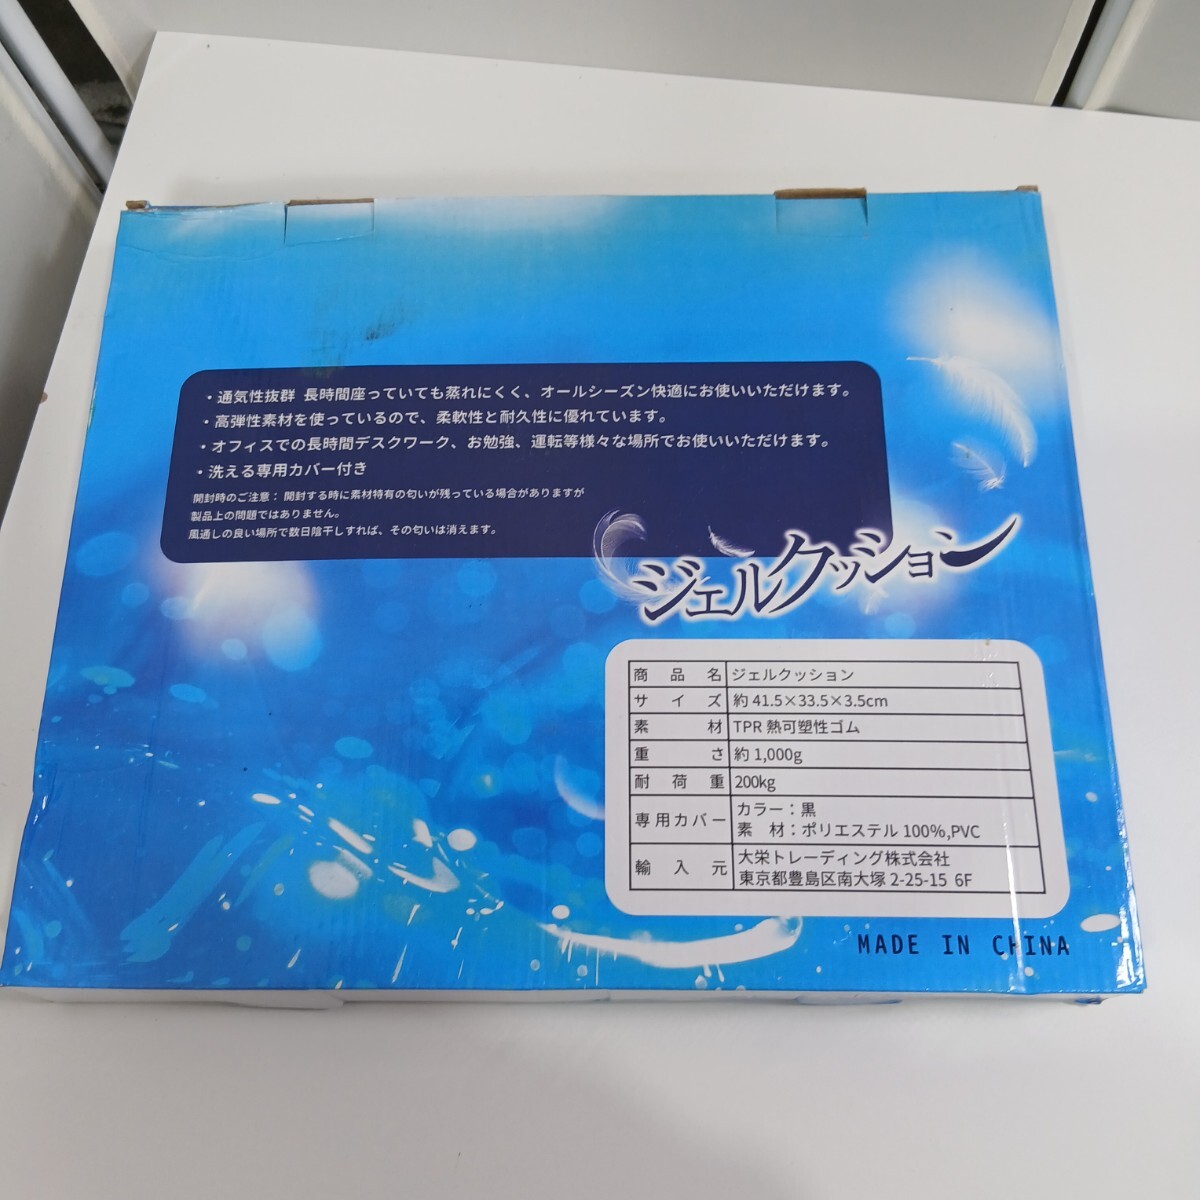 ・通気性抜群 長時間座っていても蒸れにくく、オールシーズン快適にお使いいただけます。
・高弾性素材を使っているので、柔軟性と耐久性に優れています。
・オフィスでの長時間デスクワーク、お勉強、運転等様々な場所でお使いいただけます。
・洗える専用カバー付き
開封時のご注意：開封する時に素材特有の匂いが残っている場合がありますが
製品上の問題ではありません。
風通しの良い場所で数日陰干しすれば、その匂いは消えます。
ジェルクッション
商品名 ジェルクッション
サイズ 約 41.5×33.5×3.5cm
素材 TPR 熱可塑性ゴム
重さ 約 1,000g
耐荷重 200kg
専用カバー カラー：黒
素 材：ポリエステル 100%,PVC
輸入元 大栄トレーディング株式会社
東京都豊島区南大塚 2-25-15 6F
MADE IN CHINA